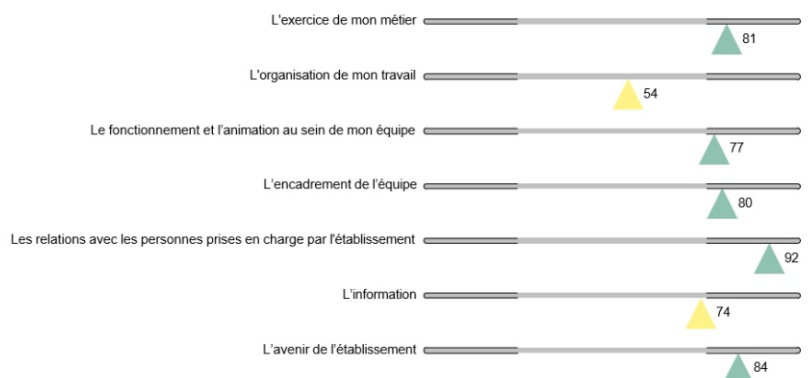 L'exercice de mon métier
81
L'organisation de mon travail
54
Le fonctionnement et l'animation au sein de mon équipe
77
L'encadrement de l'équipe
80
Les relations avec les personnes prises en charge par l'établissement
92
L'information
74
L'avenir de l'établissement
84